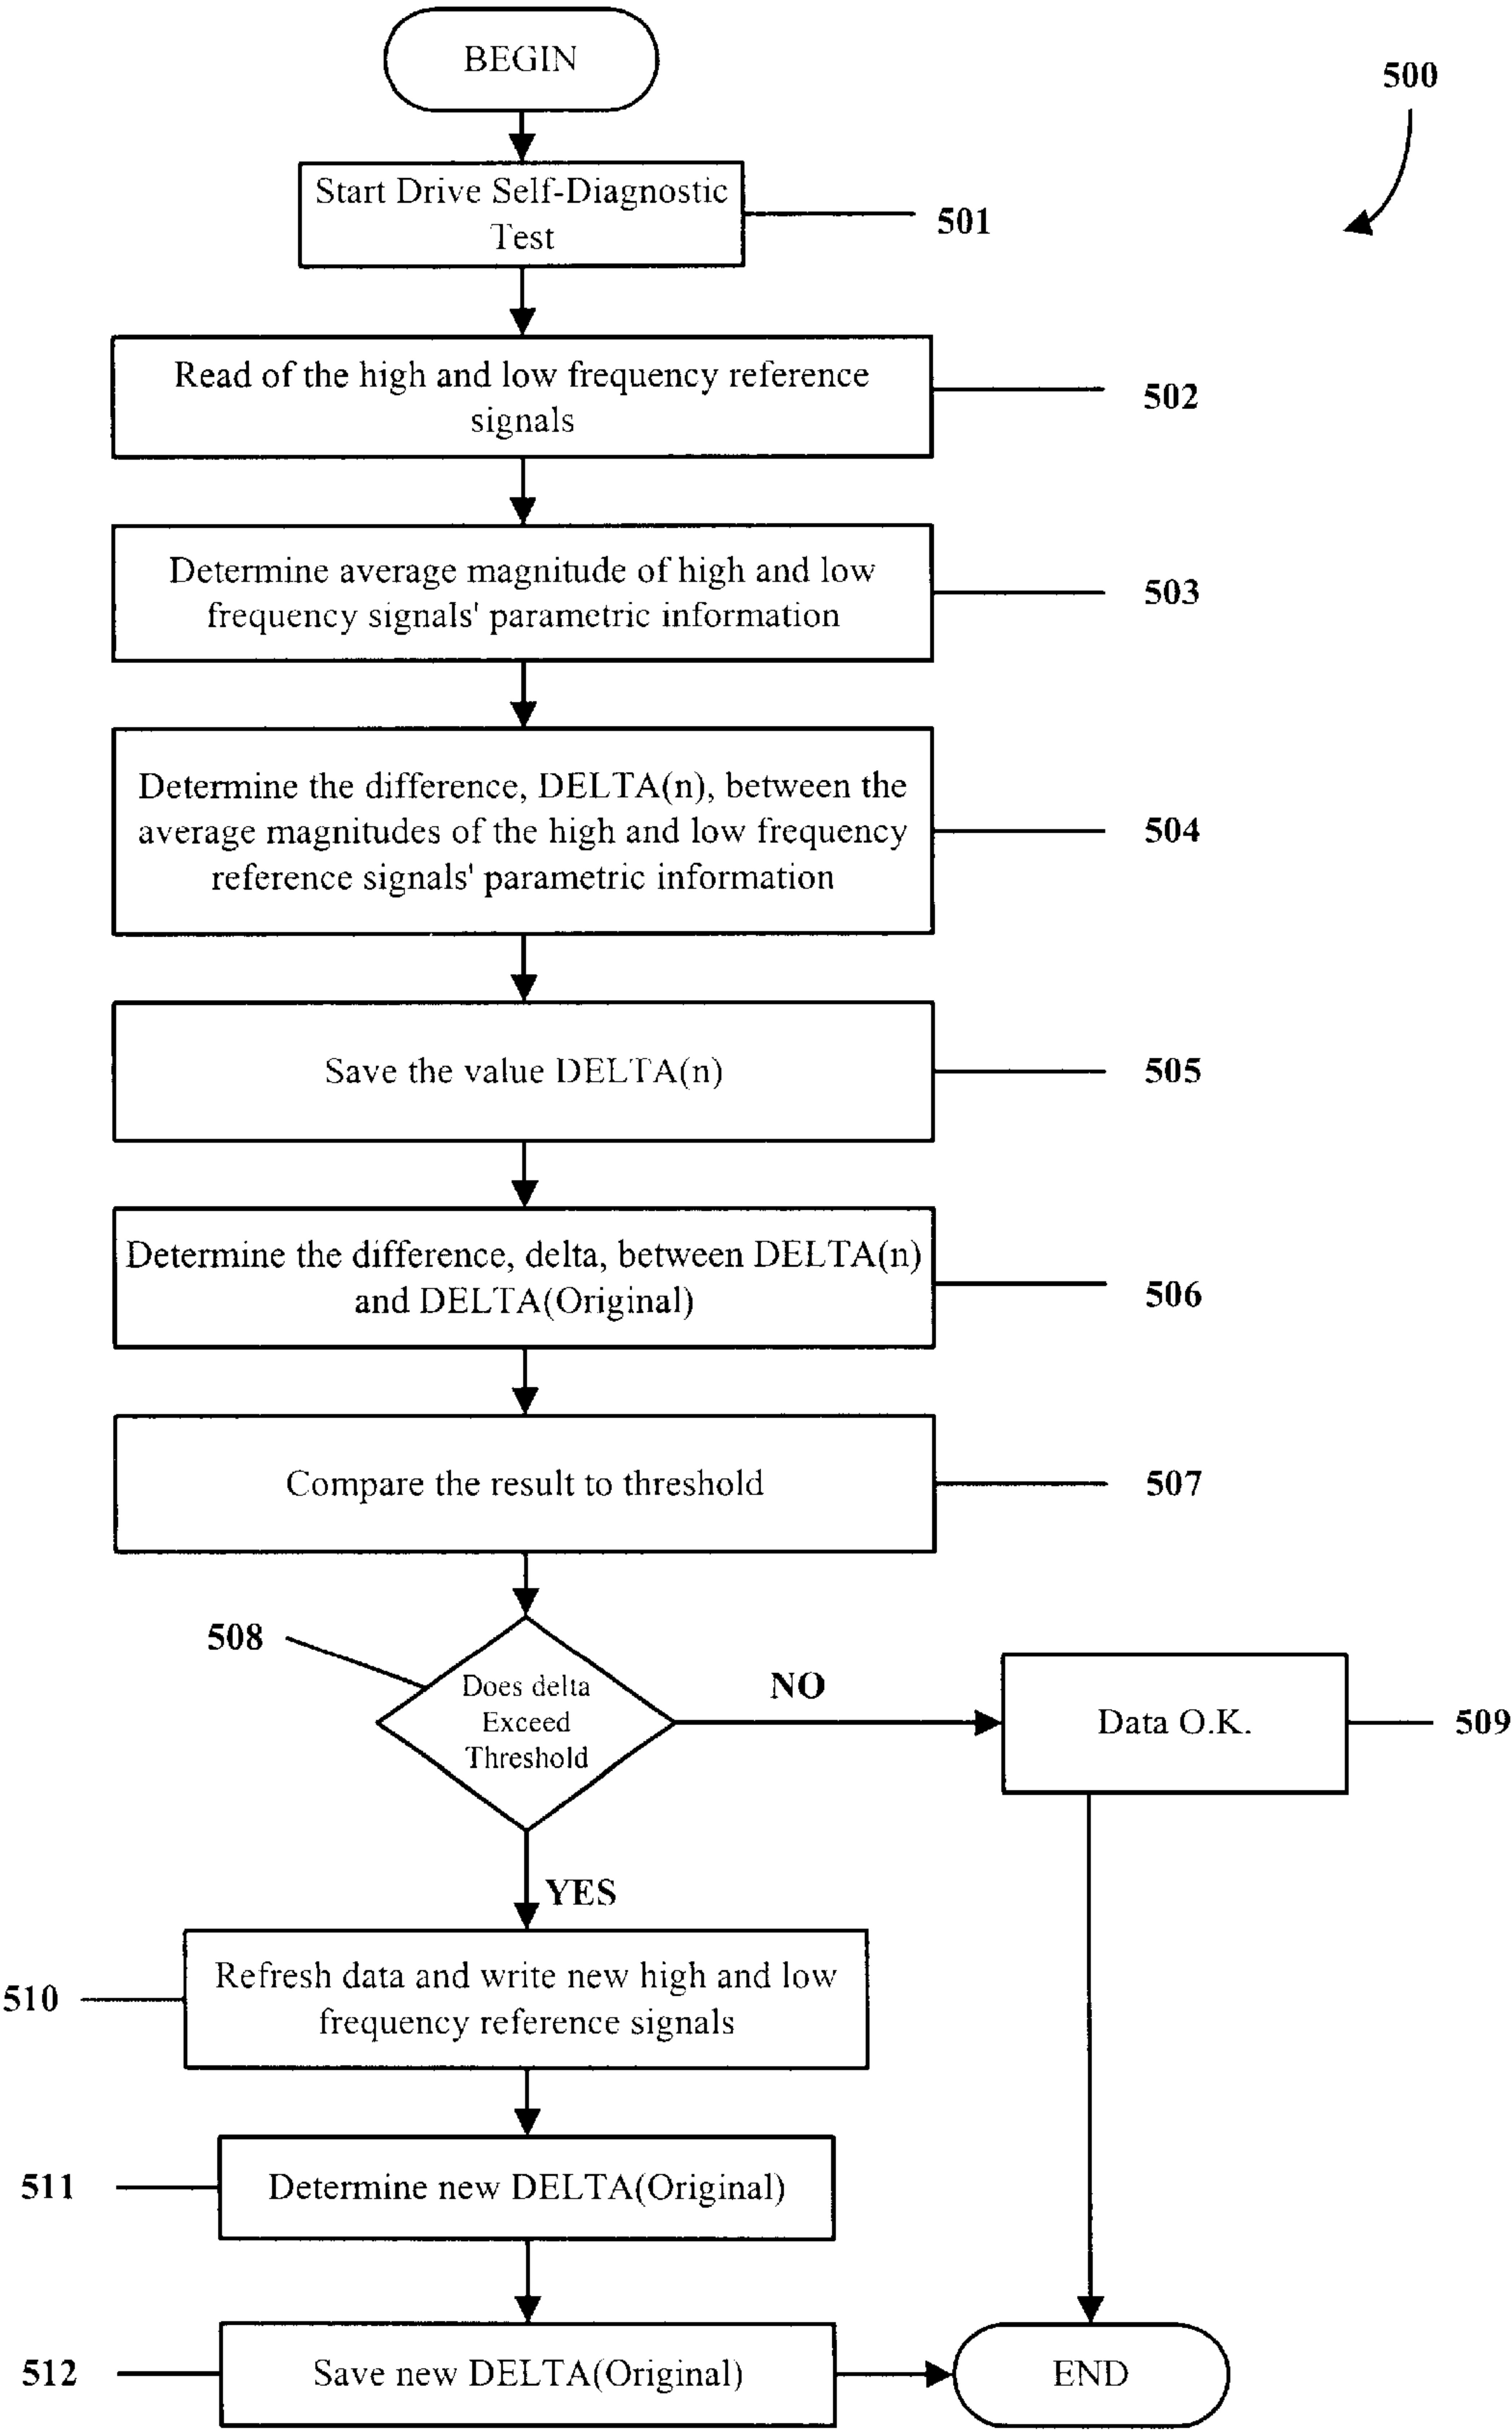 BEGIN
500
Start Drive Self-Diagnostic
Test
501
Read of the high and low frequency reference
signals
502
Determine average magnitude of high and low
frequency signals' parametric information
503
Determine the difference, DELTA(n), between the
average magnitudes of the high and low frequency
reference signals' parametric information
504
Save the value DELTA(n)
505
Determine the difference, delta, between DELTA(n)
and DELTA(Original)
506
Compare the result to threshold
507
508
Does delta
Exceed
Threshold
NO
Data O.K.
509
YES
510
Refresh data and write new high and low
frequency reference signals
511
Determine new DELTA(Original)
512
Save new DELTA(Original)
END